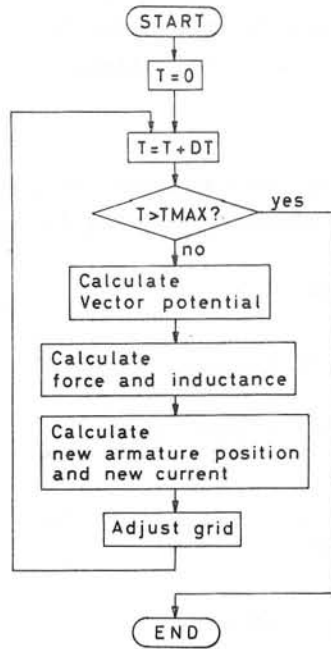 START
T=0
T=T+DT
T>TMAX?
yes
no
Calculate
Vector potential
Calculate
force and inductance
Calculate
new armature position
and new current
Adjust grid
END